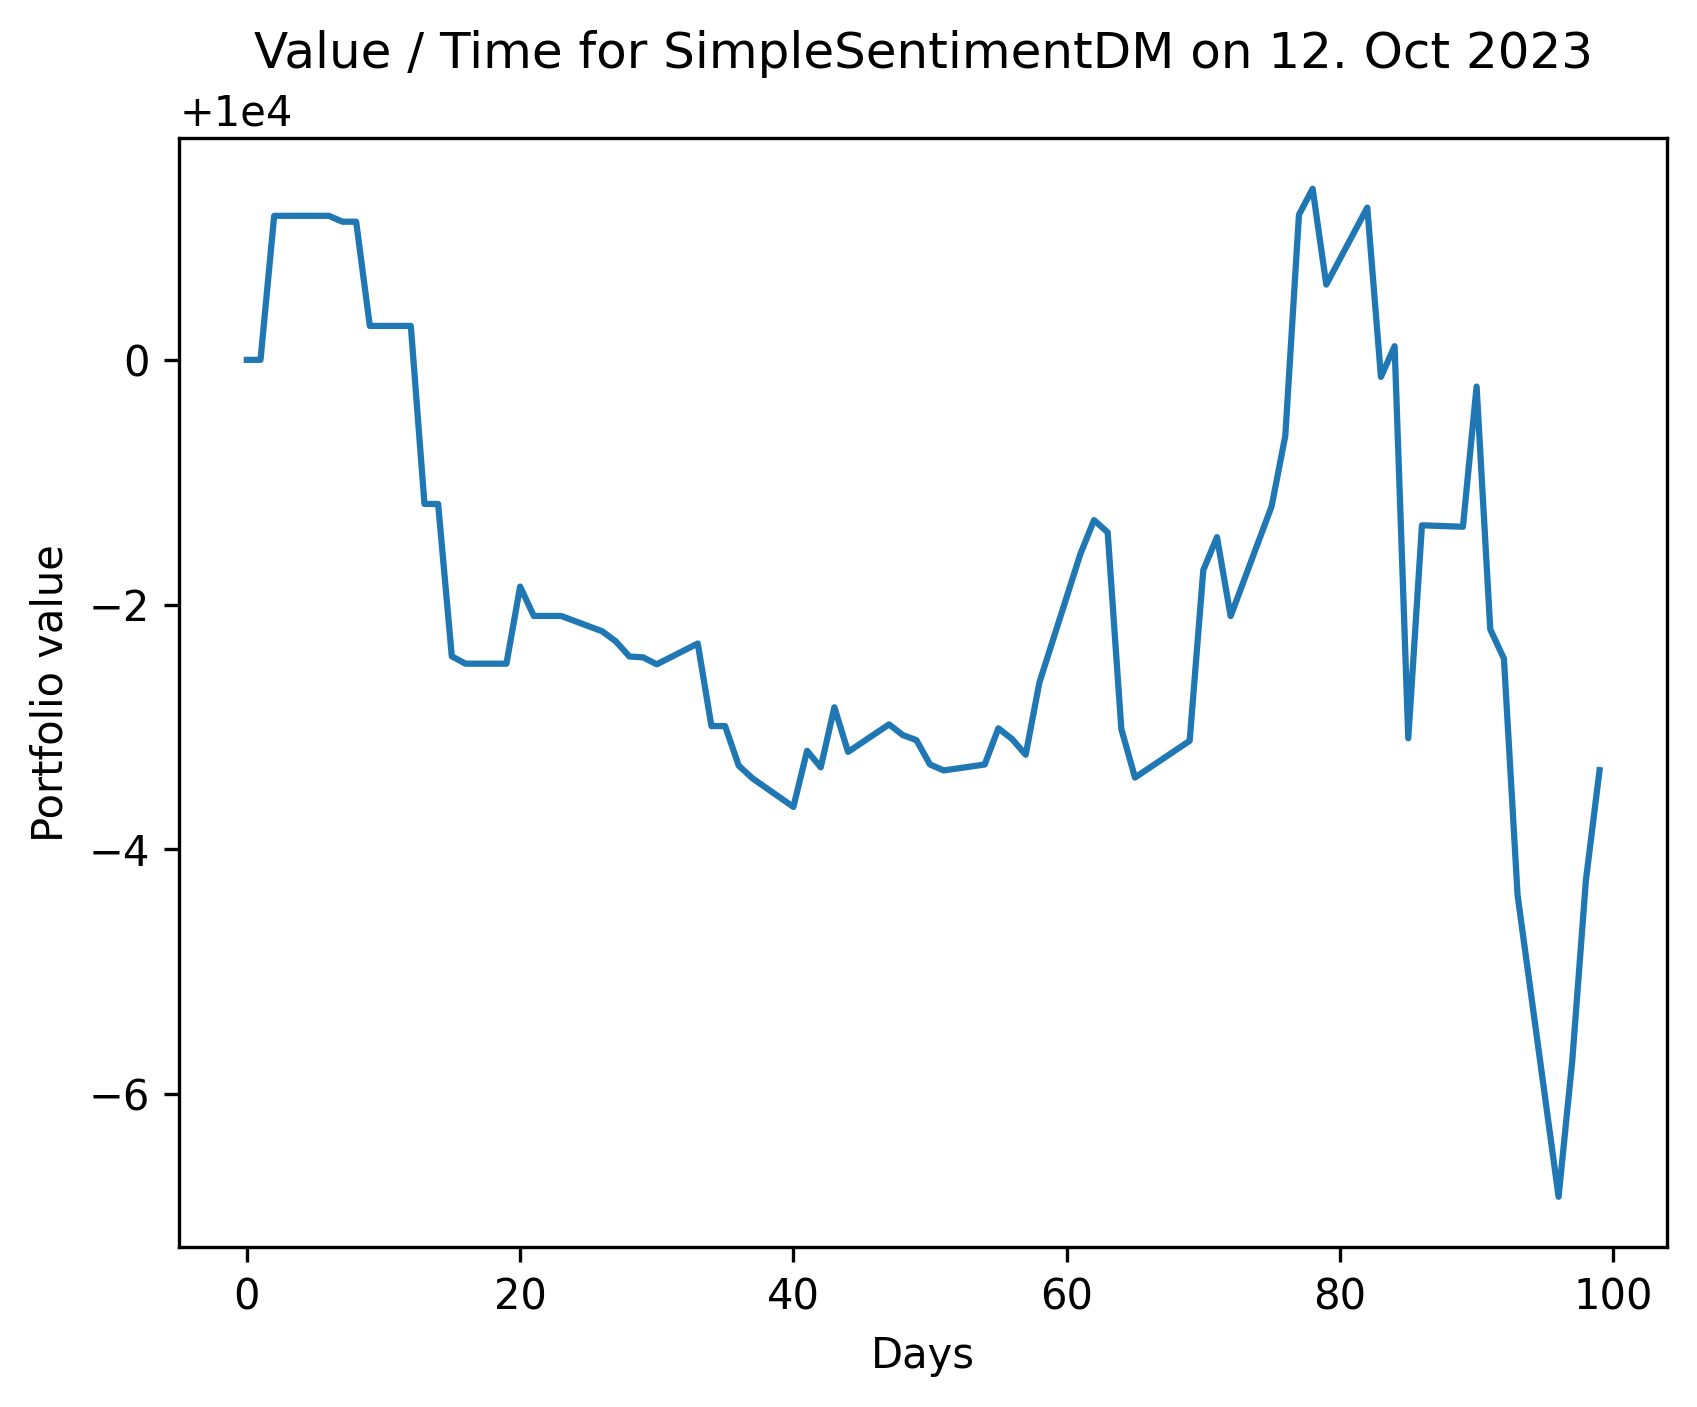 Value / Time for SimpleSentimentDM on 12. Oct 2023
+1e4
0
−2
−4
−6
Portfolio value
0 20 40 60 80 100
Days